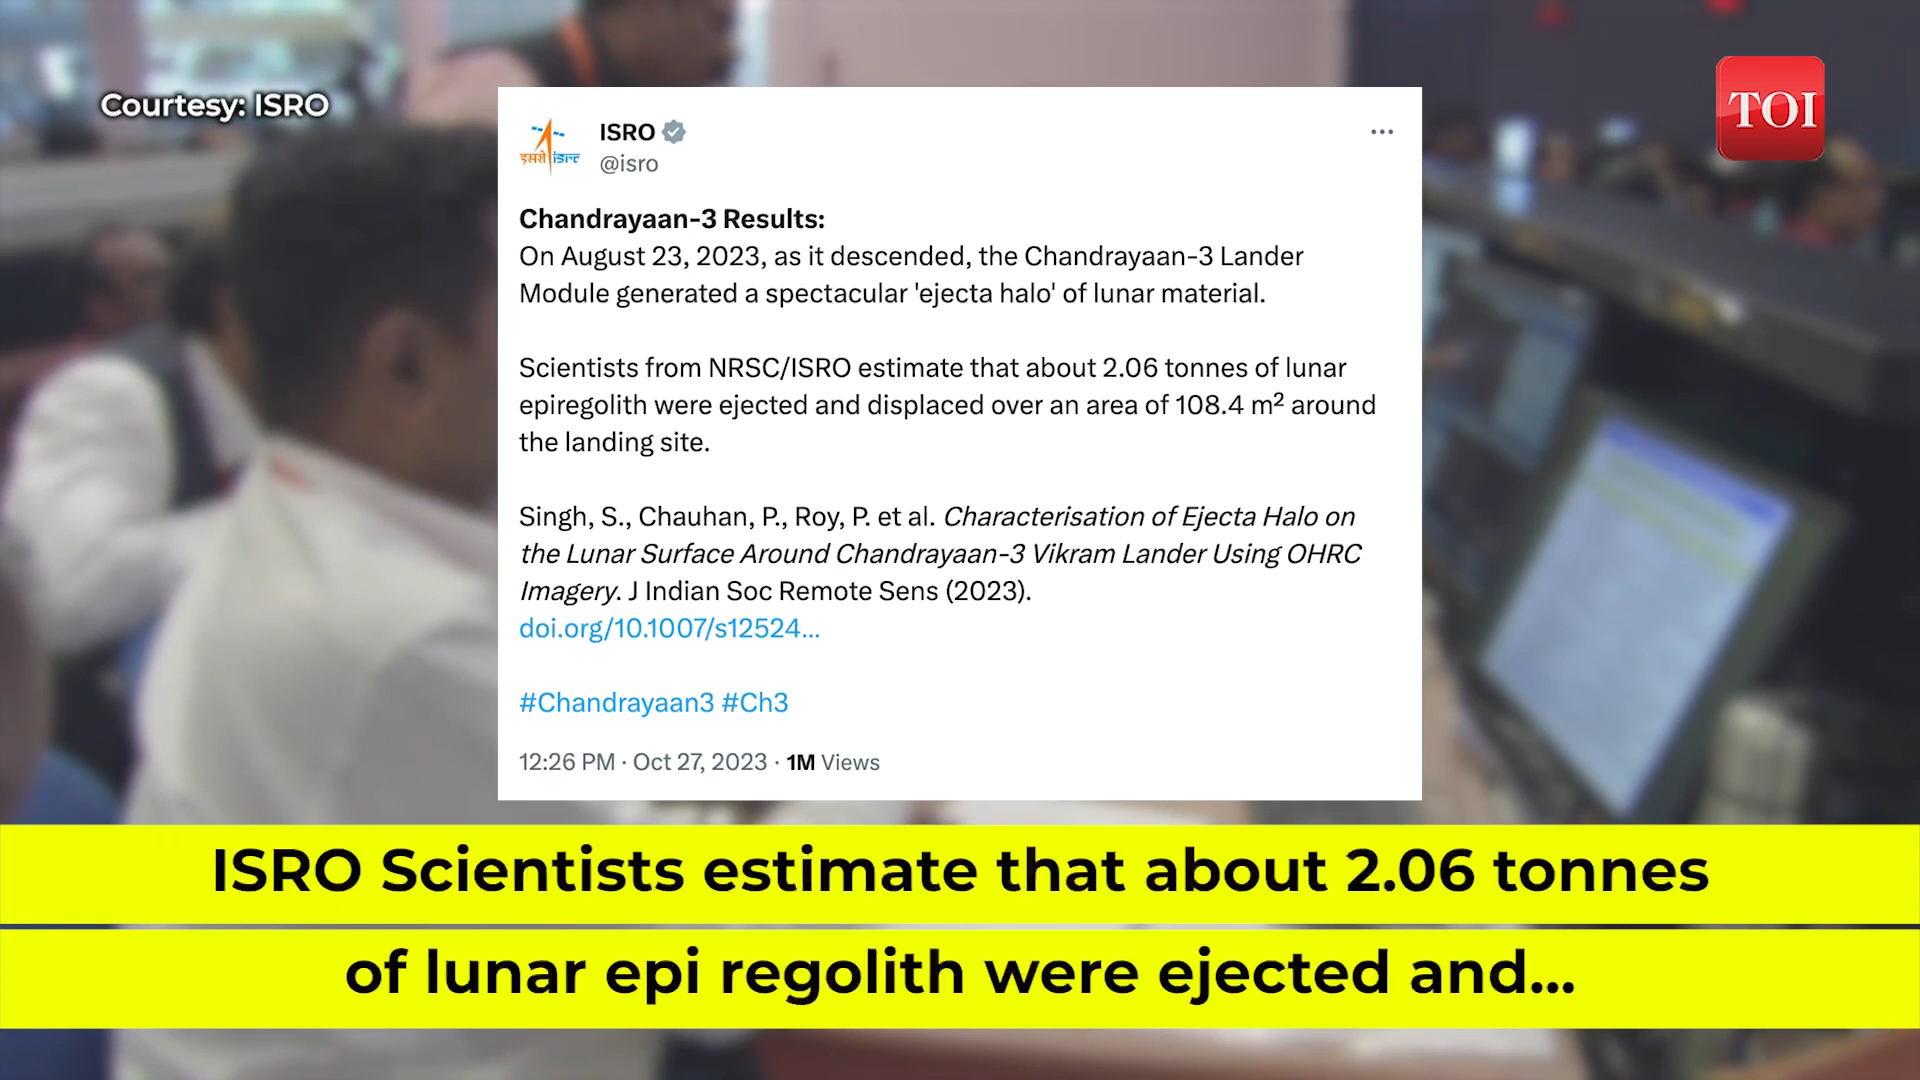 Courtesy: ISRO
TOI
इसरो isro
ISRO
@isro
Chandrayaan-3 Results:
On August 23, 2023, as it descended, the Chandrayaan-3 Lander
Module generated a spectacular 'ejecta halo' of lunar material.
Scientists from NRSC/ISRO estimate that about 2.06 tonnes of lunar
epiregolith were ejected and displaced over an area of 108.4 m² around
the landing site.
Singh, S., Chauhan, P., Roy, P. et al. Characterisation of Ejecta Halo on
the Lunar Surface Around Chandrayaan-3 Vikram Lander Using OHRC
Imagery. J Indian Soc Remote Sens (2023).
doi.org/10.1007/s12524...
#Chandrayaan3 #Ch3
12:26 PM · Oct 27, 2023 · 1M Views
ISRO Scientists estimate that about 2.06 tonnes
of lunar epi regolith were ejected and...